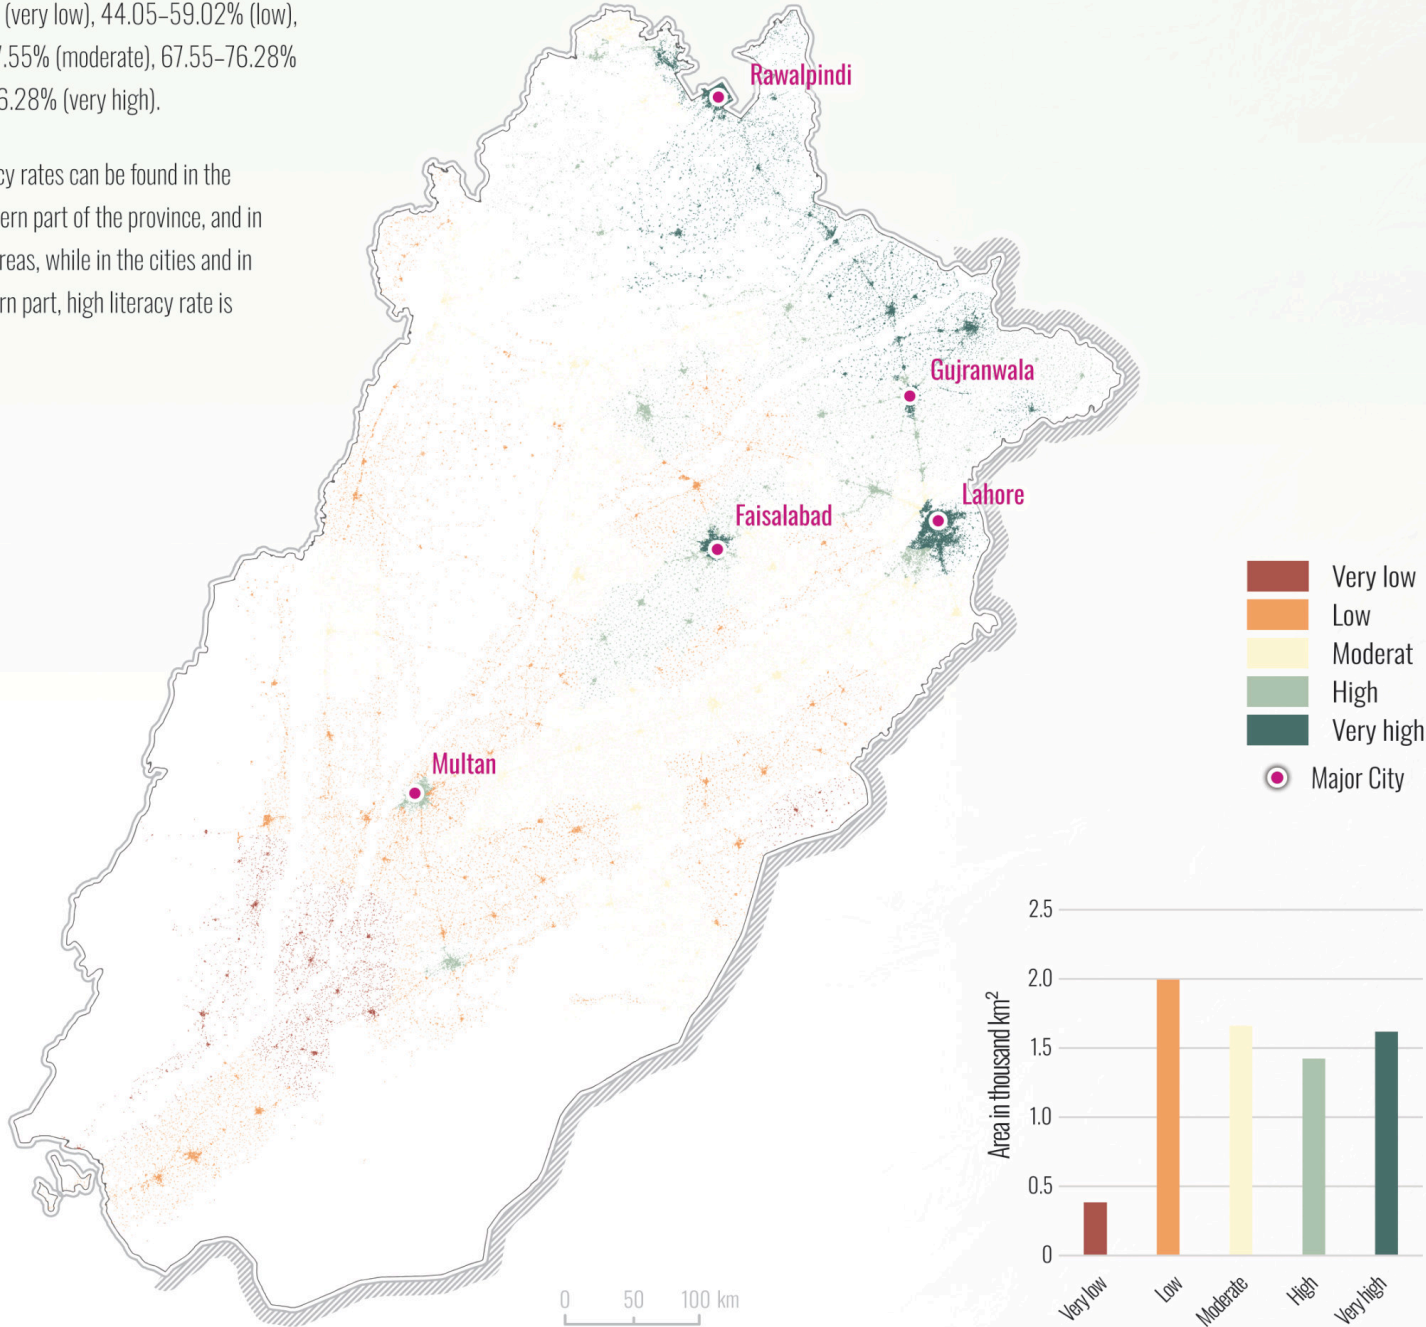 (very low), 44.05–59.02% (low),
7.55% (moderate), 67.55–76.28%
6.28% (very high).
cy rates can be found in the
ern part of the province, and in
reas, while in the cities and in
rn part, high literacy rate is
Rawalpindi
Gujranwala
Lahore
Faisalabad
Multan
Very low
Low
Moderat
High
Very high
Major City
2.5
2.0
1.5
1.0
0.5
0
Area in thousand km²
Very low
Low
Moderate
High
Very high
0 50 100 km